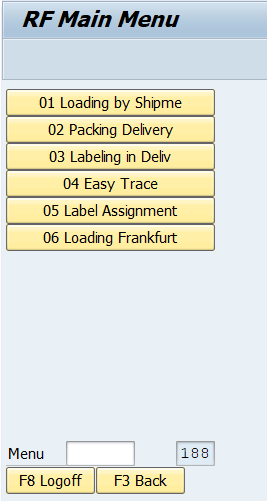 RF Main Menu
01 Loading by Shipme
02 Packing Delivery
03 Labeling in Deliv
04 Easy Trace
05 Label Assignment
06 Loading Frankfurt
Menu 188
F8 Logoff F3 Back